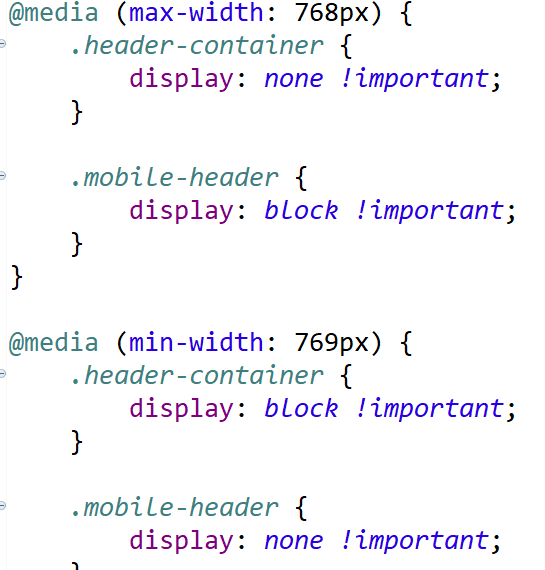 @media (max-width: 768px) {
    .header-container {
        display: none !important;
    }

    .mobile-header {
        display: block !important;
    }
}

@media (min-width: 769px) {
    .header-container {
        display: block !important;
    }

    .mobile-header {
        display: none !important;
    }